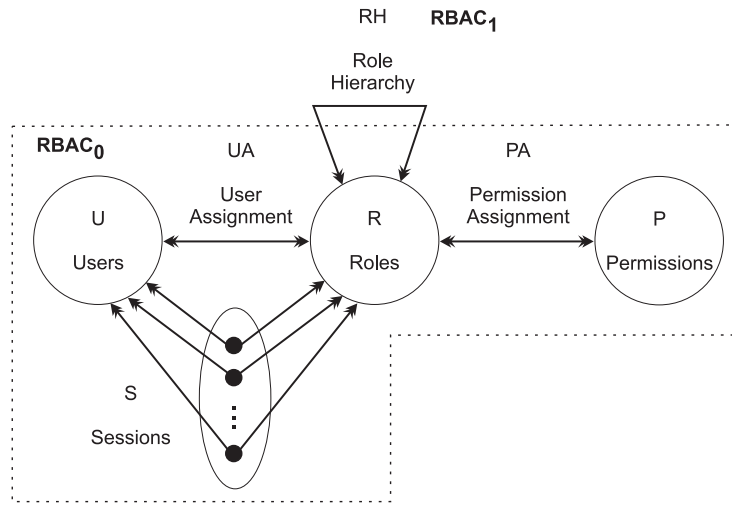 RH
RBAC1
Role
Hierarchy
RBAC0
UA
PA
User
Assignment
Permission
Assignment
U
Users
R
Roles
P
Permissions
S
Sessions